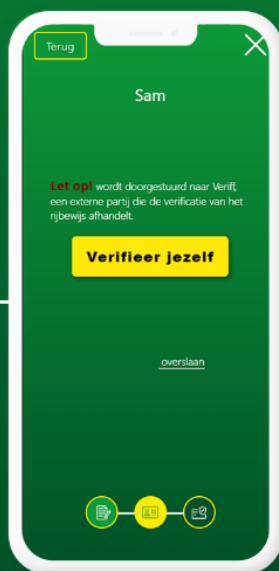 Terug
Sam
Let op! wordt doorgestuurd naar Veriff,
een externe partij die de verificatie van het
rijbewijs afhandelt.
Verifieer jezelf
overslaan